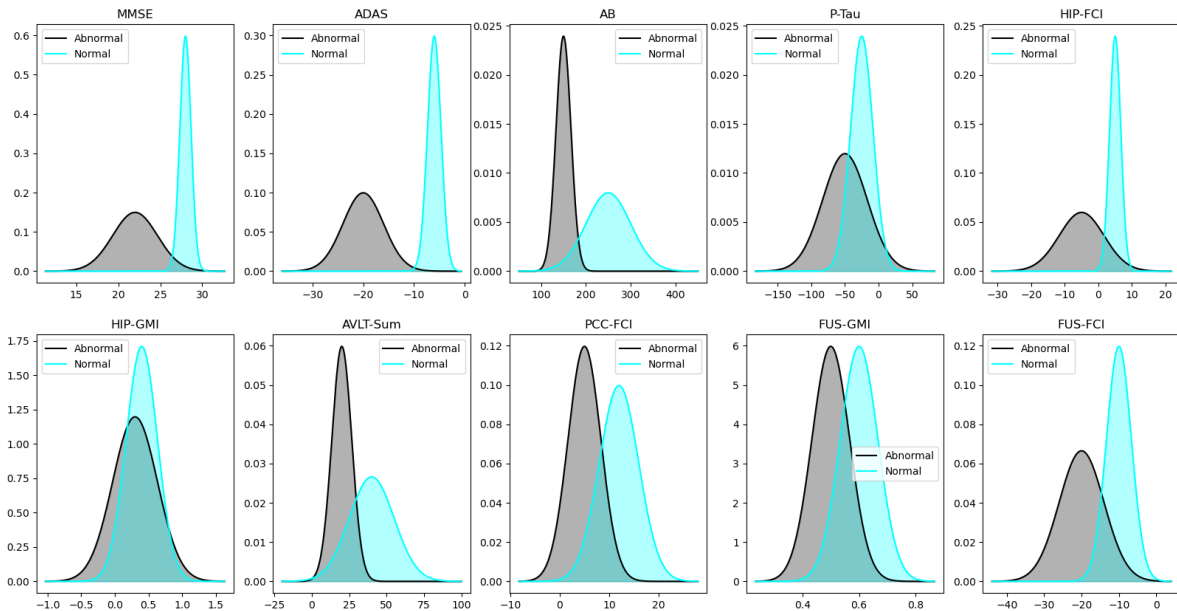 MMSE
0.6
0.5
0.4
0.3
0.2
0.1
0.0
15 20 25 30
Abnormal
Normal
ADAS
0.30
0.25
0.20
0.15
0.10
0.05
0.00
−30 −20 −10 0
Abnormal
Normal
AB
0.025
0.020
0.015
0.010
0.005
0.000
100 200 300 400
Abnormal
Normal
P-Tau
0.025
0.020
0.015
0.010
0.005
0.000
−150 −100 −50 0 50
Abnormal
Normal
HIP-FCI
0.25
0.20
0.15
0.10
0.05
0.00
−30 −20 −10 0 10 20
Abnormal
Normal
HIP-GMI
1.75
1.50
1.25
1.00
0.75
0.50
0.25
0.00
−1.0 −0.5 0.0 0.5 1.0 1.5
Abnormal
Normal
AVLT-Sum
0.06
0.05
0.04
0.03
0.02
0.01
0.00
−25 0 25 50 75 100
Abnormal
Normal
PCC-FCI
0.12
0.10
0.08
0.06
0.04
0.02
0.00
−10 0 10 20
Abnormal
Normal
FUS-GMI
6
5
4
3
2
1
0
0.4 0.6 0.8
Abnormal
Normal
FUS-FCI
0.12
0.10
0.08
0.06
0.04
0.02
0.00
−40 −20 0
Abnormal
Normal